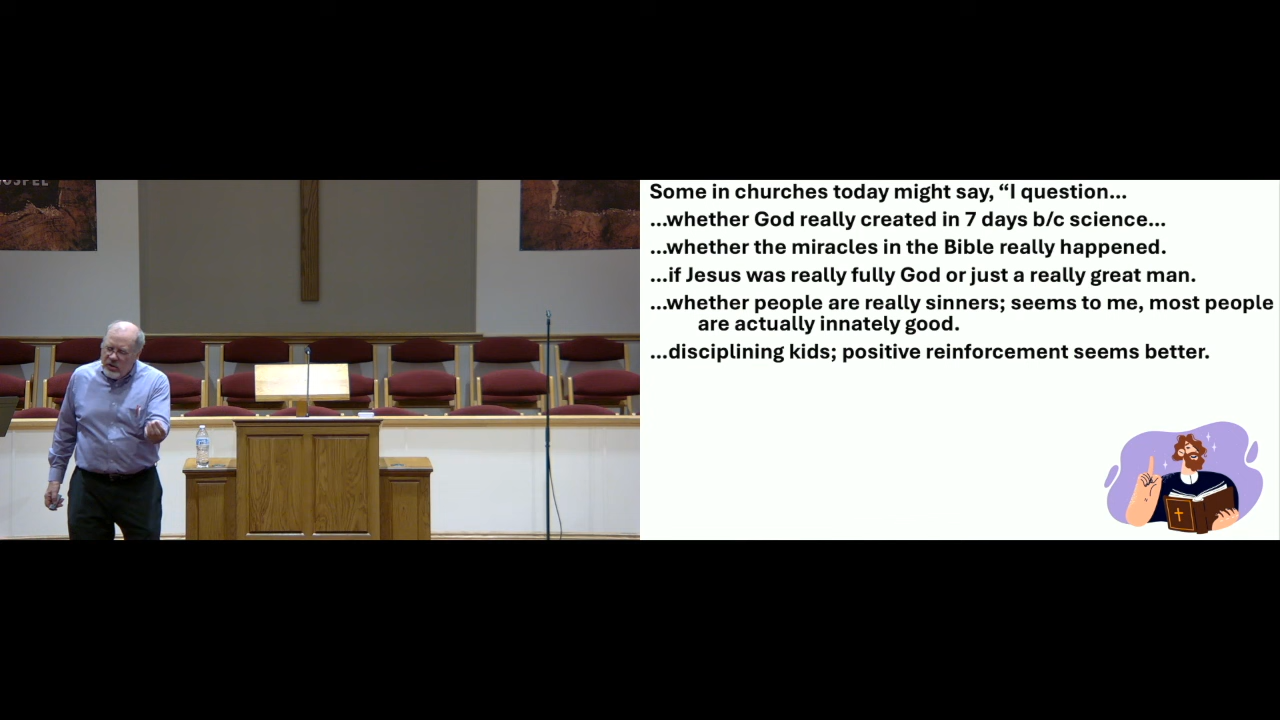 GOSPEL
Some in churches today might say, “I question...
...whether God really created in 7 days b/c science...
...whether the miracles in the Bible really happened.
...if Jesus was really fully God or just a really great man.
...whether people are really sinners; seems to me, most people
are actually innately good.
...disciplining kids; positive reinforcement seems better.